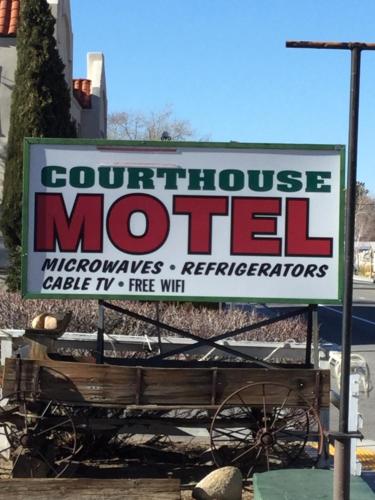 COURTHOUSE
MOTEL
MICROWAVES • REFRIGERATORS
CABLE TV • FREE WIFI